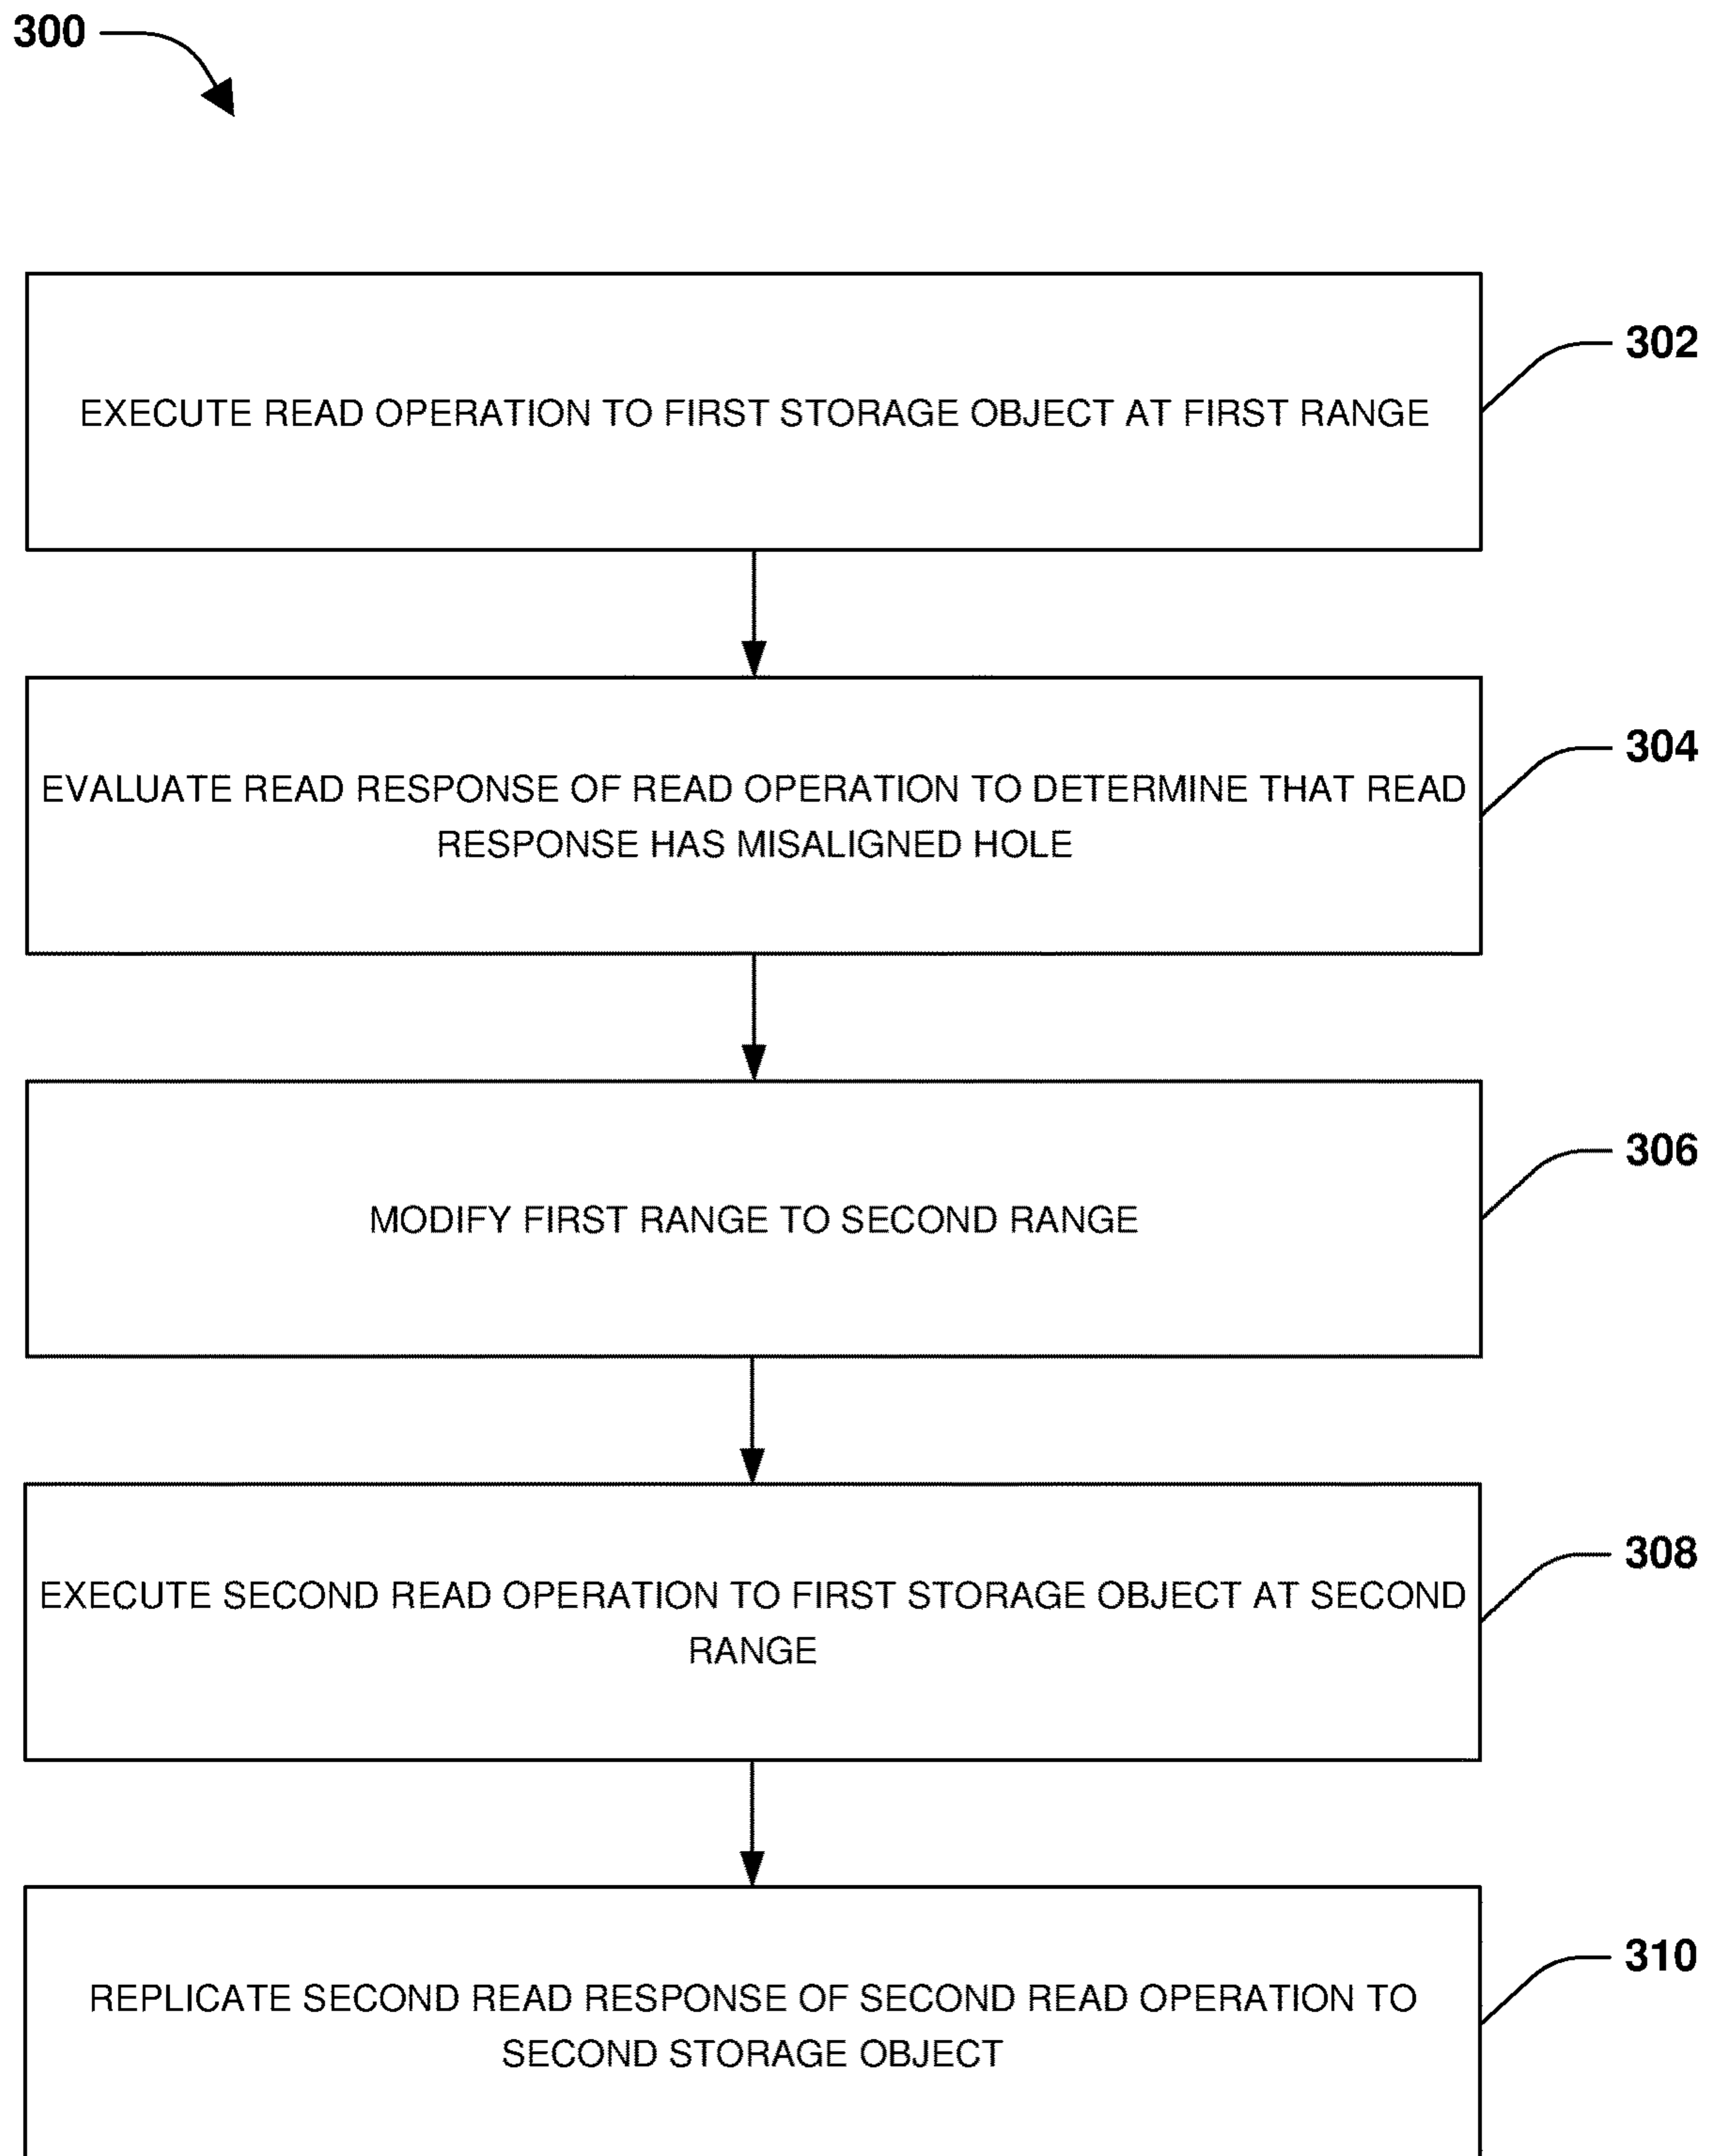 300
EXECUTE READ OPERATION TO FIRST STORAGE OBJECT AT FIRST RANGE
302
EVALUATE READ RESPONSE OF READ OPERATION TO DETERMINE THAT READ
RESPONSE HAS MISALIGNED HOLE
304
MODIFY FIRST RANGE TO SECOND RANGE
306
EXECUTE SECOND READ OPERATION TO FIRST STORAGE OBJECT AT SECOND
RANGE
308
REPLICATE SECOND READ RESPONSE OF SECOND READ OPERATION TO
SECOND STORAGE OBJECT
310